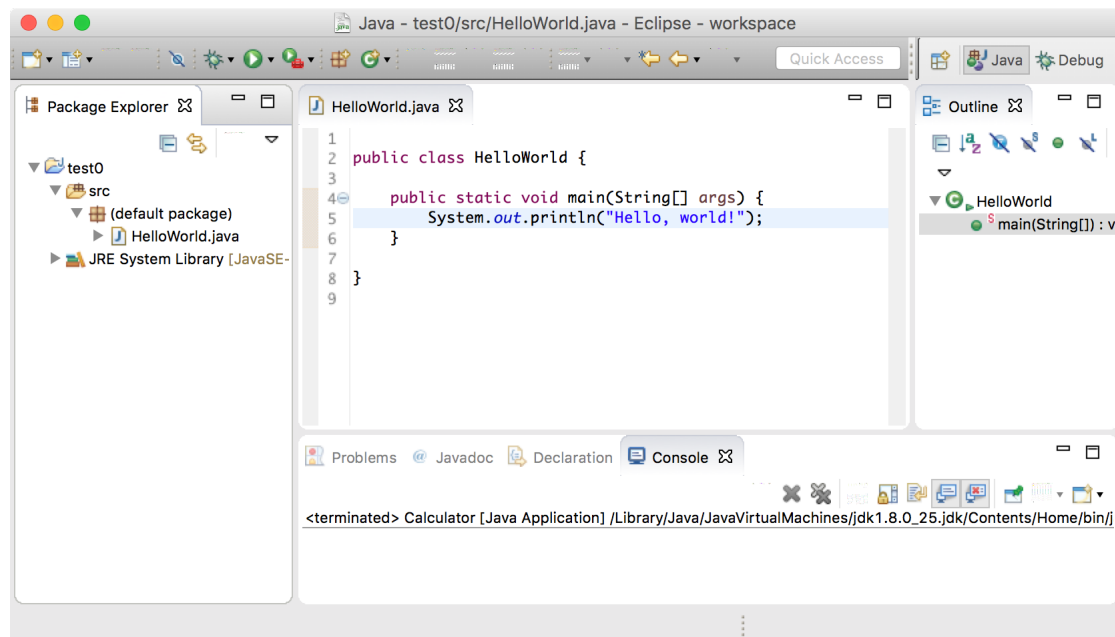 Java - test0/src/HelloWorld.java - Eclipse - workspace
Quick Access
Java
Debug
Package Explorer
test0
src
(default package)
HelloWorld.java
JRE System Library [JavaSE-
HelloWorld.java
1
2 public class HelloWorld {
3
4     public static void main(String[] args) {
5         System.out.println("Hello, world!");
6     }
7
8 }
9
Outline
HelloWorld
main(String[]) : v
Problems
Javadoc
Declaration
Console
<terminated> Calculator [Java Application] /Library/Java/JavaVirtualMachines/jdk1.8.0_25.jdk/Contents/Home/bin/j